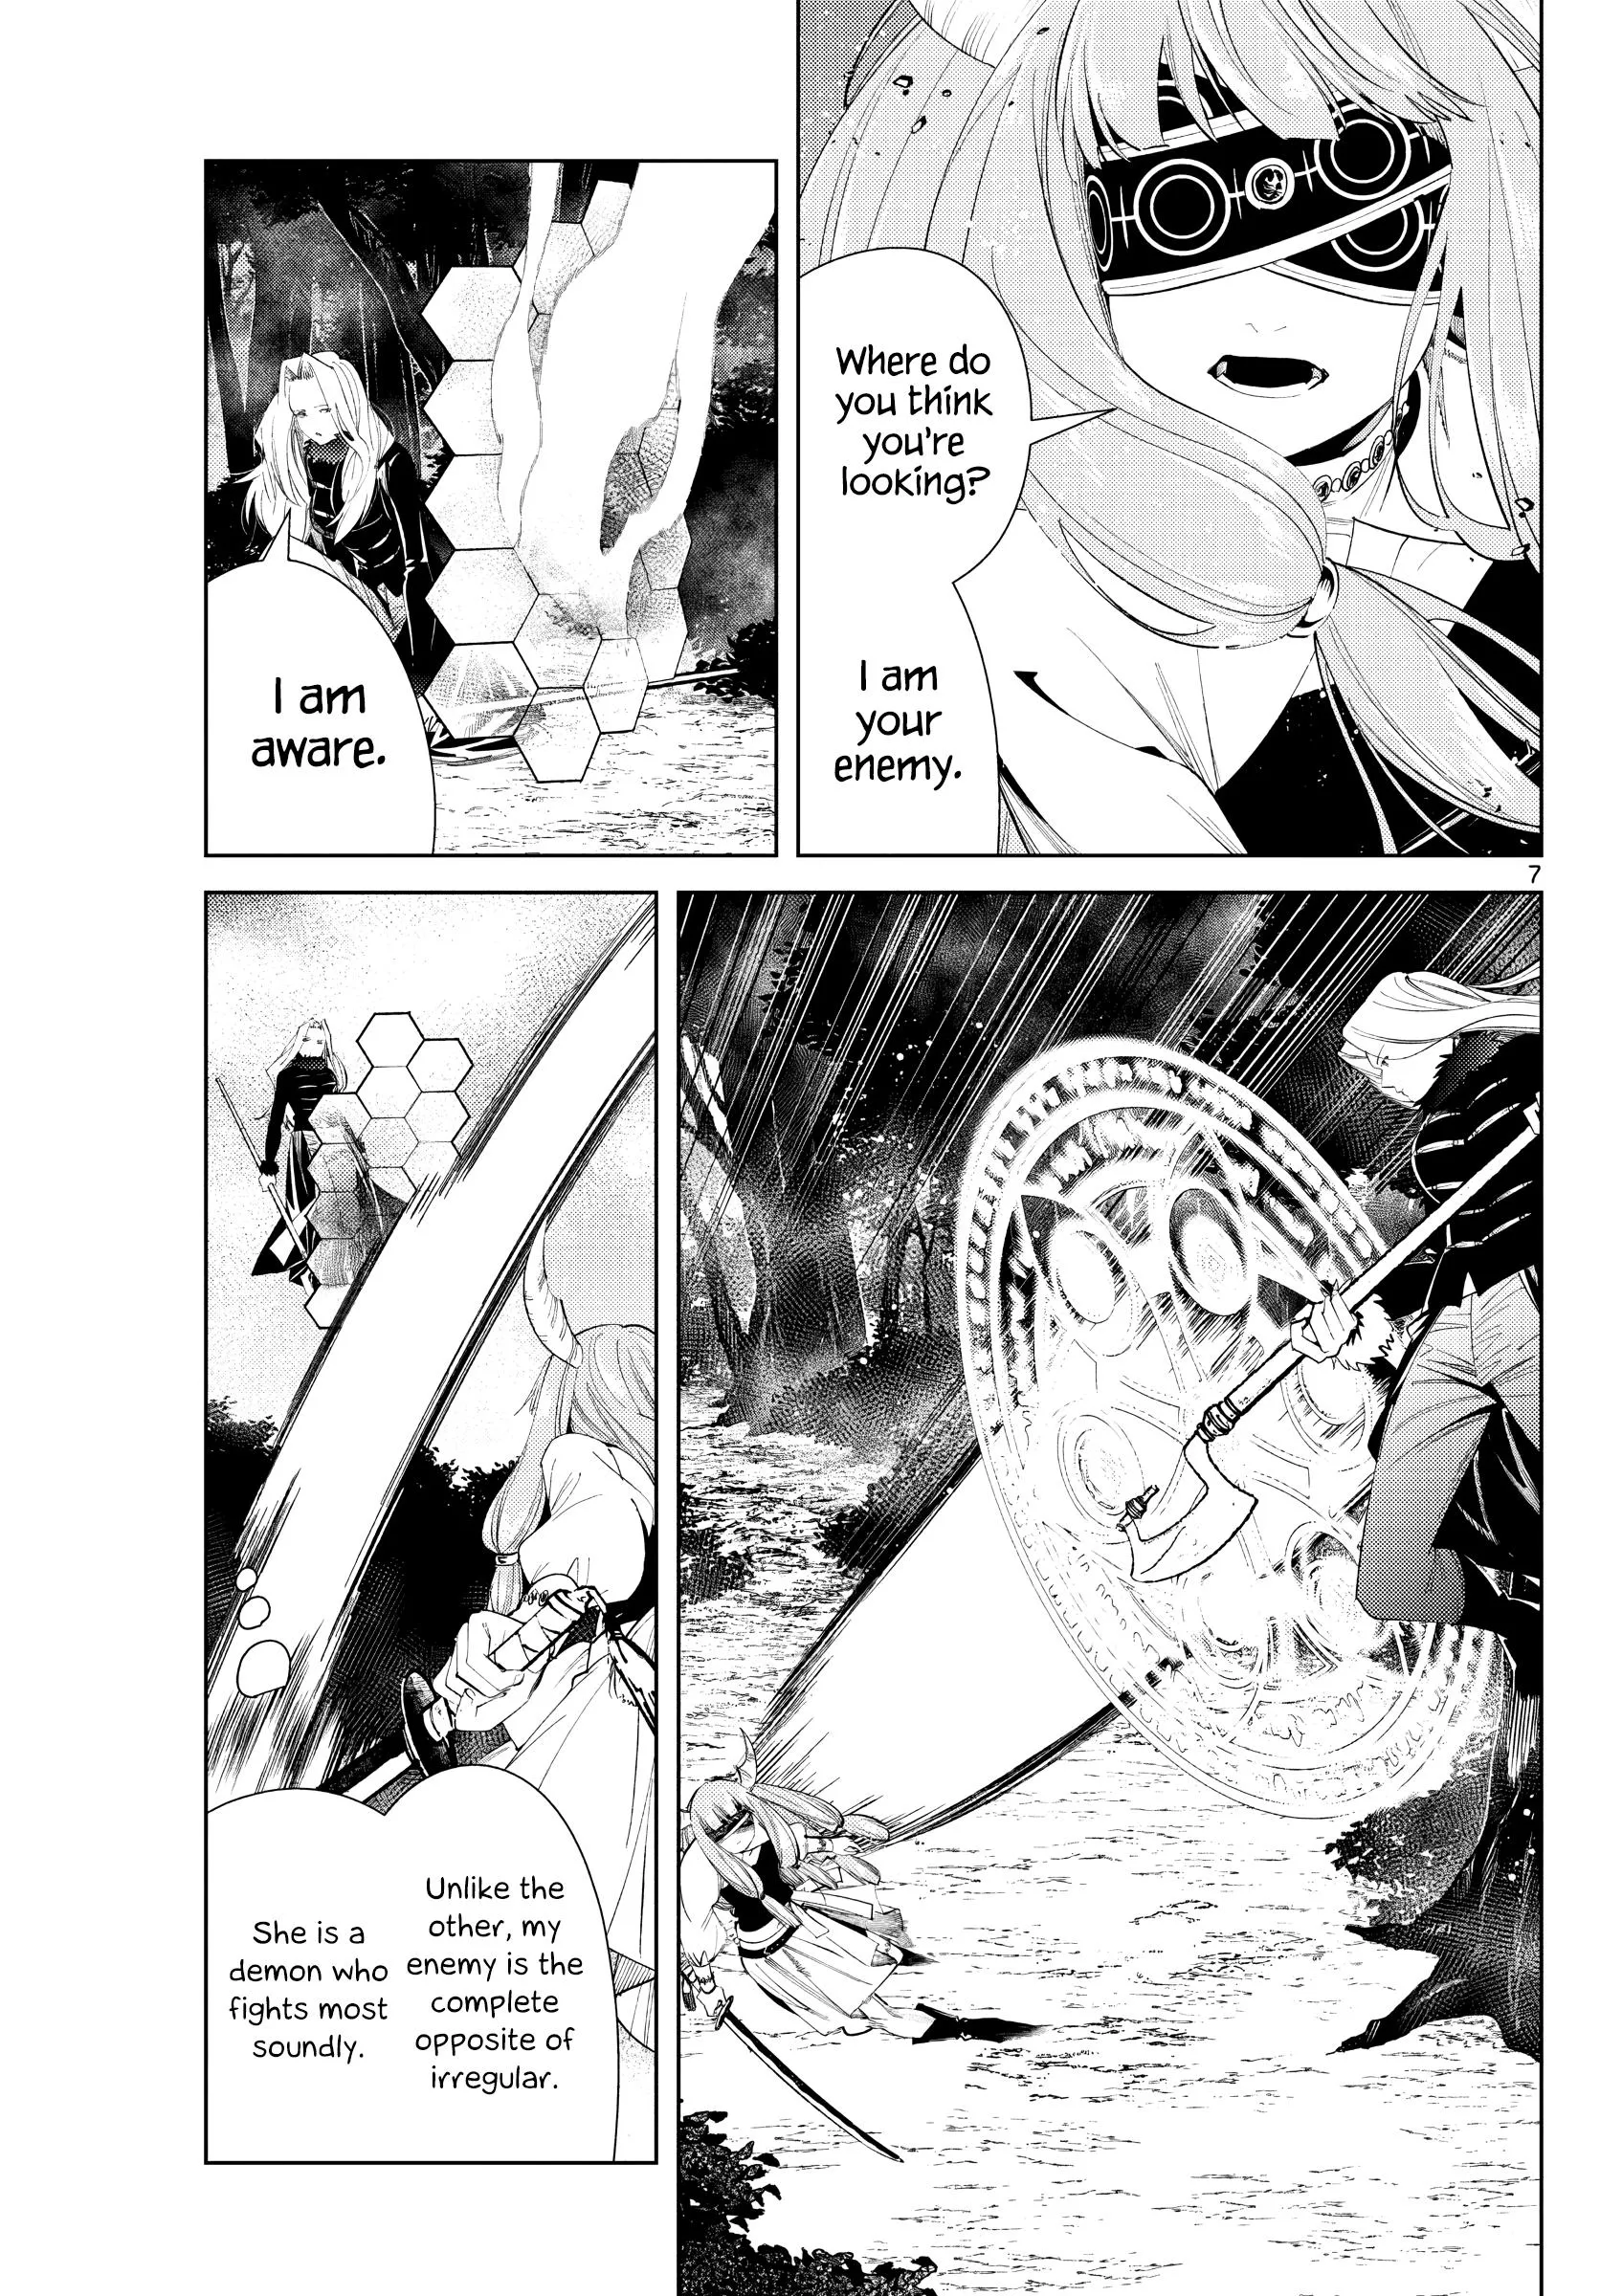 Where do
you think
you're
looking?
I am
your
enemy.
I am
aware.
7
Unlike the
other, my
enemy is the
complete
opposite of
irregular.
She is a
demon who
fights most
soundly.